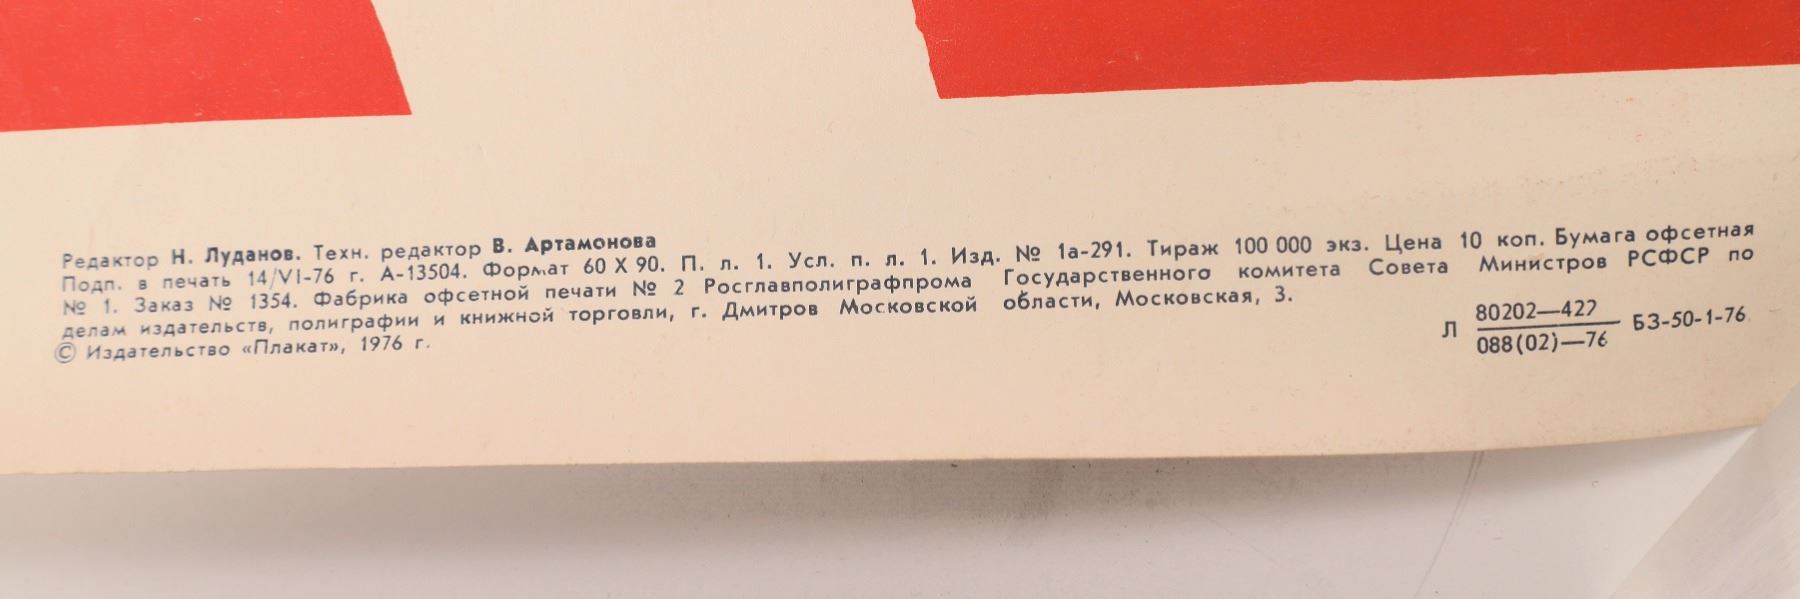 Редактор Н. Луданов. Техн. редактор В. Артамонова
Подп. в печать 14/VI-76 г. А-13504. Формат 60 X 90. П. л. 1. Усл. п. л. 1. Изд. № 1а-291. Тираж 100 000 экз. Цена 10 коп. Бумага офсетная
№ 1. Заказ № 1354. Фабрика офсетной печати № 2 Росглавполиграфпрома Государственного комитета Совета Министров РСФСР по
делам издательств, полиграфии и книжной торговли, г. Дмитров Московской области, Московская, 3.
© Издательство «Плакат», 1976 г.
Л 80202—427
088(02)—76 БЗ-50-1-76